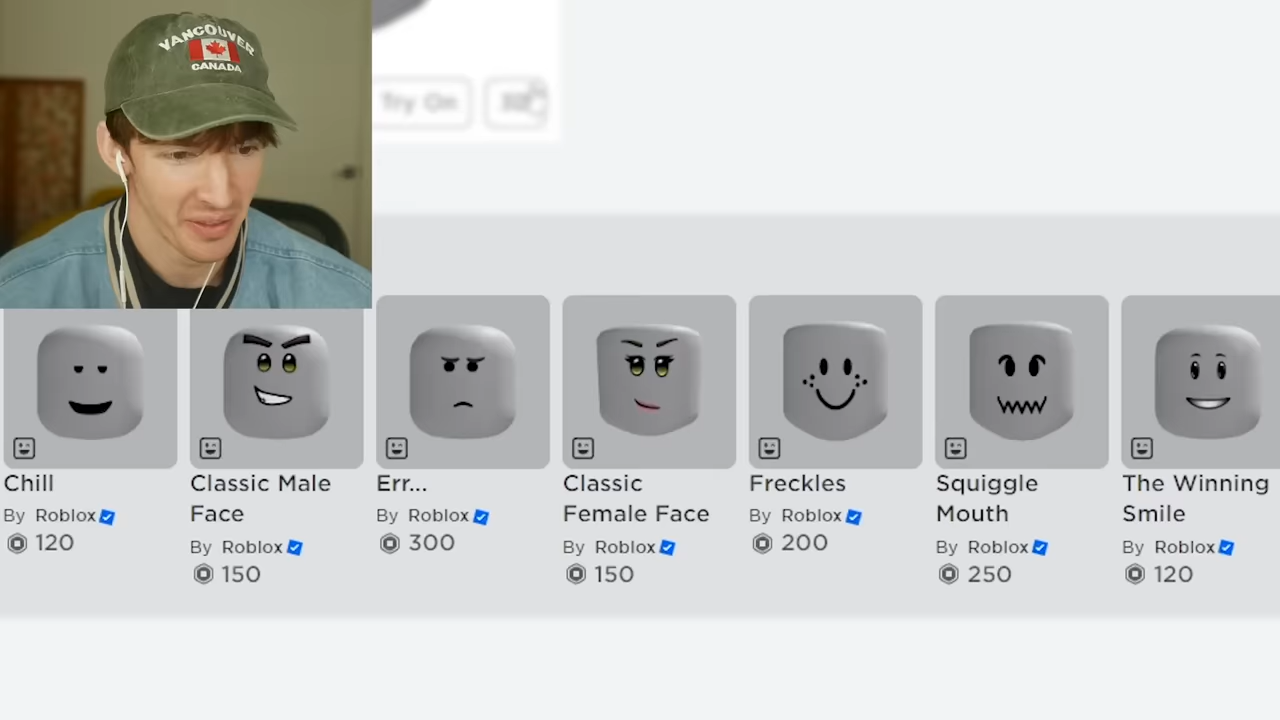 VANCOUVER
CANADA
Try On
Chill
By Roblox
120
Classic Male
Face
By Roblox
150
Err...
By Roblox
300
Classic
Female Face
By Roblox
150
Freckles
By Roblox
200
Squiggle
Mouth
By Roblox
250
The Winning
Smile
By Roblox
120